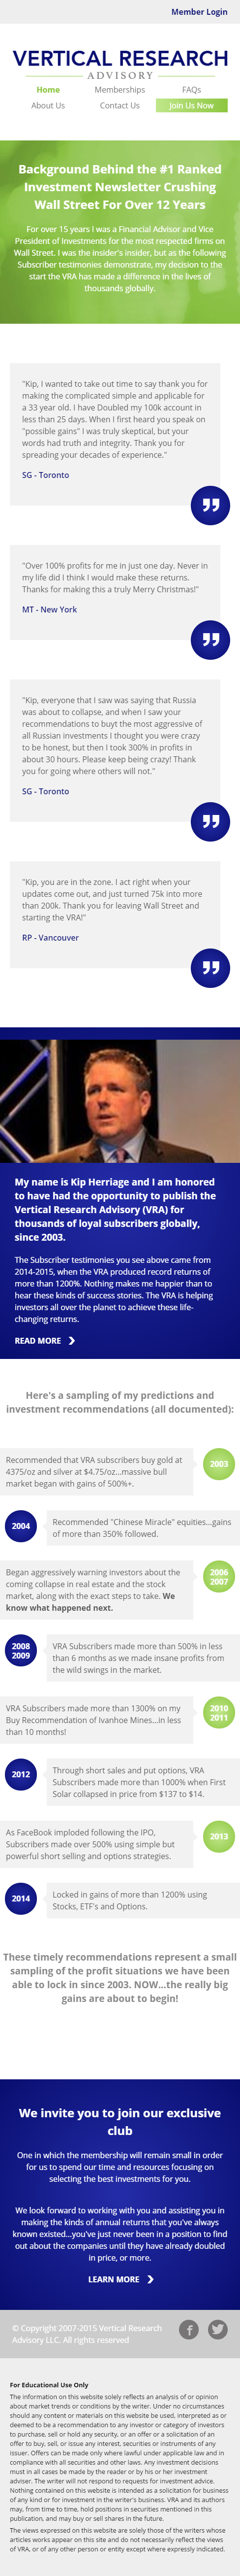 Member Login
VERTICAL RESEARCH
ADVISORY
Home Memberships FAQs
About Us Contact Us Join Us Now
Background Behind the #1 Ranked
Investment Newsletter Crushing
Wall Street For Over 12 Years
For over 15 years I was a Financial Advisor and Vice
President of Investments for the most respected firms on
Wall Street. I was the insider's insider, but as the following
Subscriber testimonies demonstrate, my decision to the
start the VRA has made a difference in the lives of
thousands globally.
"Kip, I wanted to take out time to say thank you for
making the complicated simple and applicable for
a 33 year old. I have Doubled my 100k account in
less than 25 days. When I first heard you speak on
"possible gains" I was truly skeptical, but your
words had truth and integrity. Thank you for
spreading your decades of experience."
SG - Toronto
"Over 100% profits for me in just one day. Never in
my life did I think I would make these returns.
Thanks for making this a truly Merry Christmas!"
MT - New York
"Kip, everyone that I saw was saying that Russia
was about to collapse, and when I saw your
recommendations to buyt the most aggressive of
all Russian investments I thought you were crazy
to be honest, but then I took 300% in profits in
about 30 hours. Please keep being crazy! Thank
you for going where others will not."
SG - Toronto
"Kip, you are in the zone. I act right when your
updates come out, and just turned 75k into more
than 200k. Thank you for leaving Wall Street and
starting the VRA!"
RP - Vancouver
My name is Kip Herriage and I am honored
to have had the opportunity to publish the
Vertical Research Advisory (VRA) for
thousands of loyal subscribers globally,
since 2003.
The Subscriber testimonies you see above came from
2014-2015, when the VRA produced record returns of
more than 1200%. Nothing makes me happier than to
hear these kinds of success stories. The VRA is helping
investors all over the planet to achieve these life-
changing returns.
READ MORE
Here's a sampling of my predictions and
investment recommendations (all documented):
Recommended that VRA subscribers buy gold at
4375/oz and silver at $4.75/oz...massive bull
market began with gains of 500%+.
2003
2004
Recommended "Chinese Miracle" equities...gains
of more than 350% followed.
Began aggressively warning investors about the
coming collapse in real estate and the stock
market, along with the exact steps to take. We
know what happened next.
2006
2007
2008
2009
VRA Subscribers made more than 500% in less
than 6 months as we made insane profits from
the wild swings in the market.
VRA Subscribers made more than 1300% on my
Buy Recommendation of Ivanhoe Mines...in less
than 10 months!
2010
2011
2012
Through short sales and put options, VRA
Subscribers made more than 1000% when First
Solar collapsed in price from $137 to $14.
As FaceBook imploded following the IPO,
Subscribers made over 500% using simple but
powerful short selling and options strategies.
2013
2014
Locked in gains of more than 1200% using
Stocks, ETF's and Options.
These timely recommendations represent a small
sampling of the profit situations we have been
able to lock in since 2003. NOW...the really big
gains are about to begin!
We invite you to join our exclusive
club
One in which the membership will remain small in order
for us to spend our time and resources focusing on
selecting the best investments for you.
We look forward to working with you and assisting you in
making the kinds of annual returns that you've always
known existed...you've just never been in a position to find
out about the companies until they have already doubled
in price, or more.
LEARN MORE
© Copyright 2007-2015 Vertical Research
Advisory LLC. All rights reserved
For Educational Use Only
The information on this website solely reflects an analysis of of opinion
about market trends or conditions by the writer. Under no circumstances
should any content or materials on this website be used, interpreted as or
deemed to be a recommendation to any investor or category of investors
to purchase, sell or hold any security, or an offer or a solicitation of an
offer to buy, sell, or issue any interests, securities or instruments of any
issuer. Offers can be made only where lawful under applicable law and in
compliance with all securities and other laws. Any investment decisions
must in all cases be made by the reader or by his or her investment
adviser. The writer will not respond to requests for investment advice.
Nothing contained on this website is intended as a solicitation for business
of any kind or for investment in the writer's business. VRA and its authors
may, from time to time, hold positions in securities mentioned in this
publication, and may buy or sell shares in the future.
The views expressed on this website are solely those of the writers whose
articles works appear on this site and do not necessarily reflect the views
of VRA, or of any other person or entity except where expressly indicated.